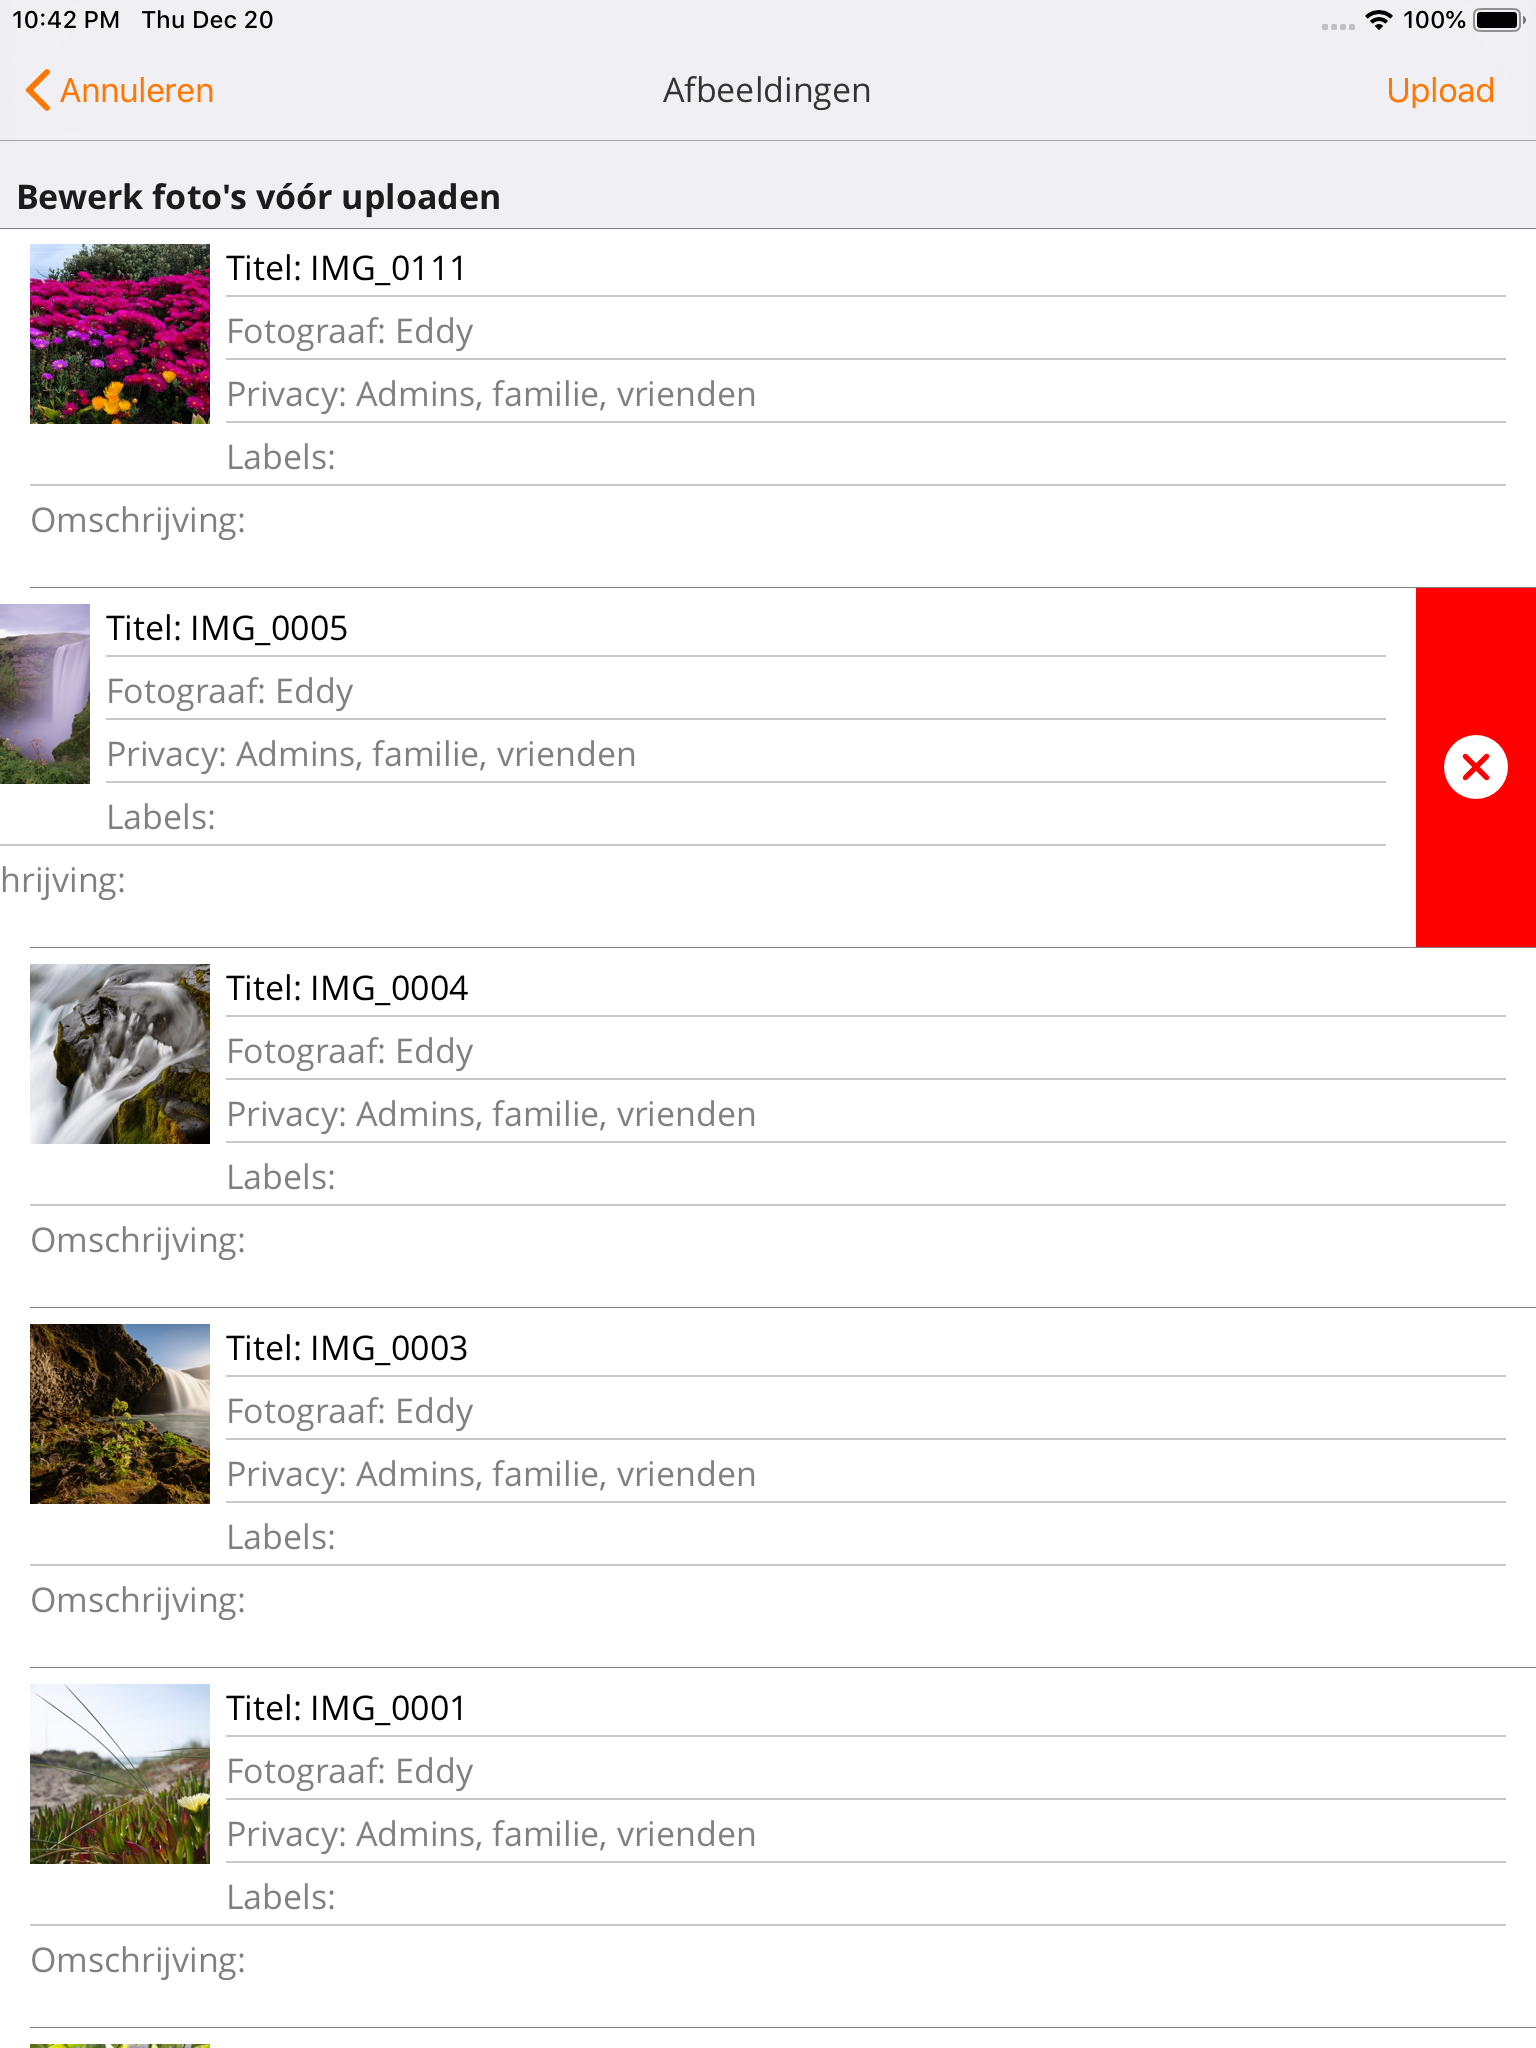 10:42 PM Thu Dec 20 100%
Annuleren Afbeeldingen Upload
Bewerk foto's vóór uploaden
Titel: IMG_0111
Fotograaf: Eddy
Privacy: Admins, familie, vrienden
Labels:
Omschrijving:
Titel: IMG_0005
Fotograaf: Eddy
Privacy: Admins, familie, vrienden
Labels:
hrijving:
Titel: IMG_0004
Fotograaf: Eddy
Privacy: Admins, familie, vrienden
Labels:
Omschrijving:
Titel: IMG_0003
Fotograaf: Eddy
Privacy: Admins, familie, vrienden
Labels:
Omschrijving:
Titel: IMG_0001
Fotograaf: Eddy
Privacy: Admins, familie, vrienden
Labels:
Omschrijving: